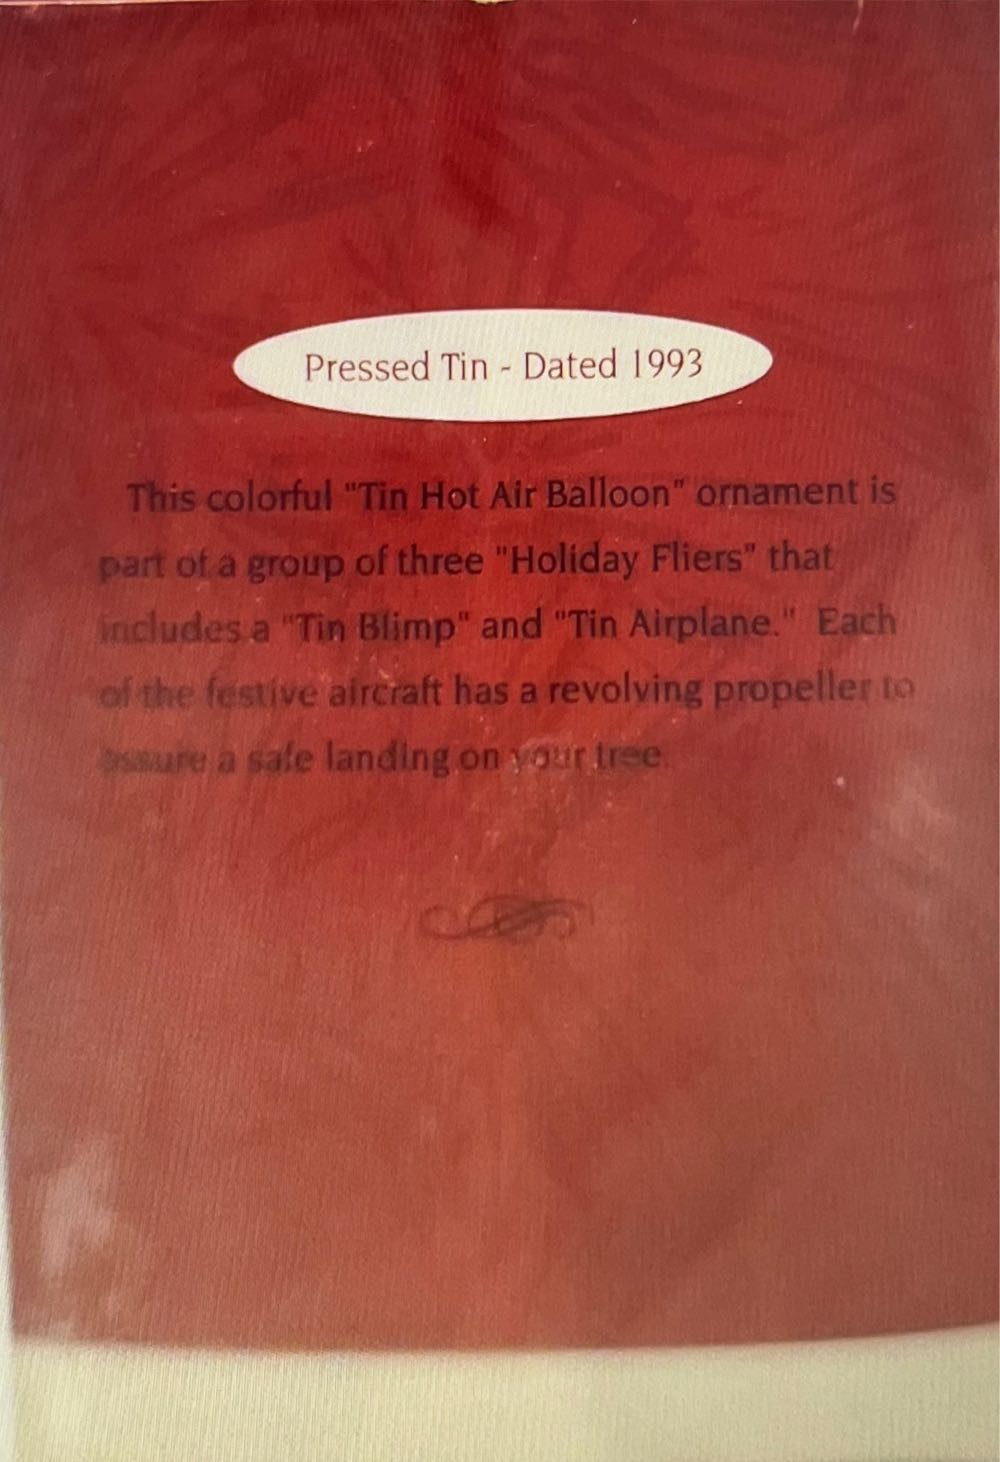 Pressed Tin - Dated 1993
This colorful "Tin Hot Air Balloon" ornament is
part of a group of three "Holiday Fliers" that
includes a "Tin Blimp" and "Tin Airplane." Each
of the festive aircraft has a revolving propeller to
a safe landing on your tree.